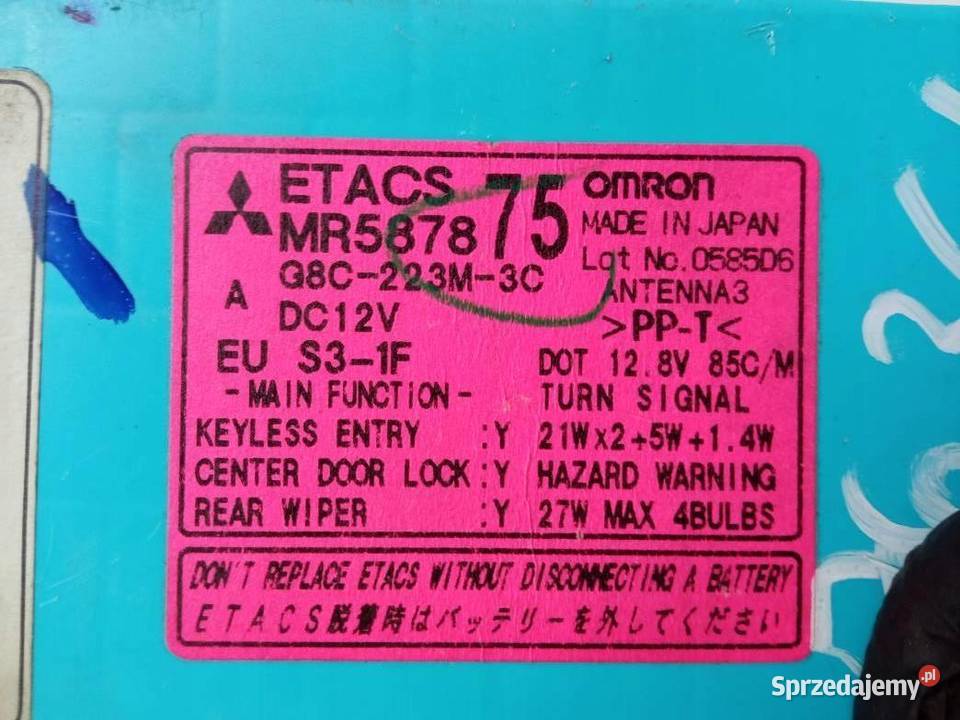 ETACS
MR587875
omron
MADE IN JAPAN
Lot No.0585D6
G8C-223M-3C
ANTENNA3
A
DC12V
>PP-T<
EU S3-1F
DOT 12.8V 85C/M
-MAIN FUNCTION-
TURN SIGNAL
KEYLESS ENTRY :Y
21W×2+5W+1.4W
CENTER DOOR LOCK:Y
HAZARD WARNING
REAR WIPER :Y
27W MAX 4BULBS
DON'T REPLACE ETACS WITHOUT DISCONNECTING A BATTERY
ETACS脱着時はバッテリーを外してください
Sprzedajemy.pl